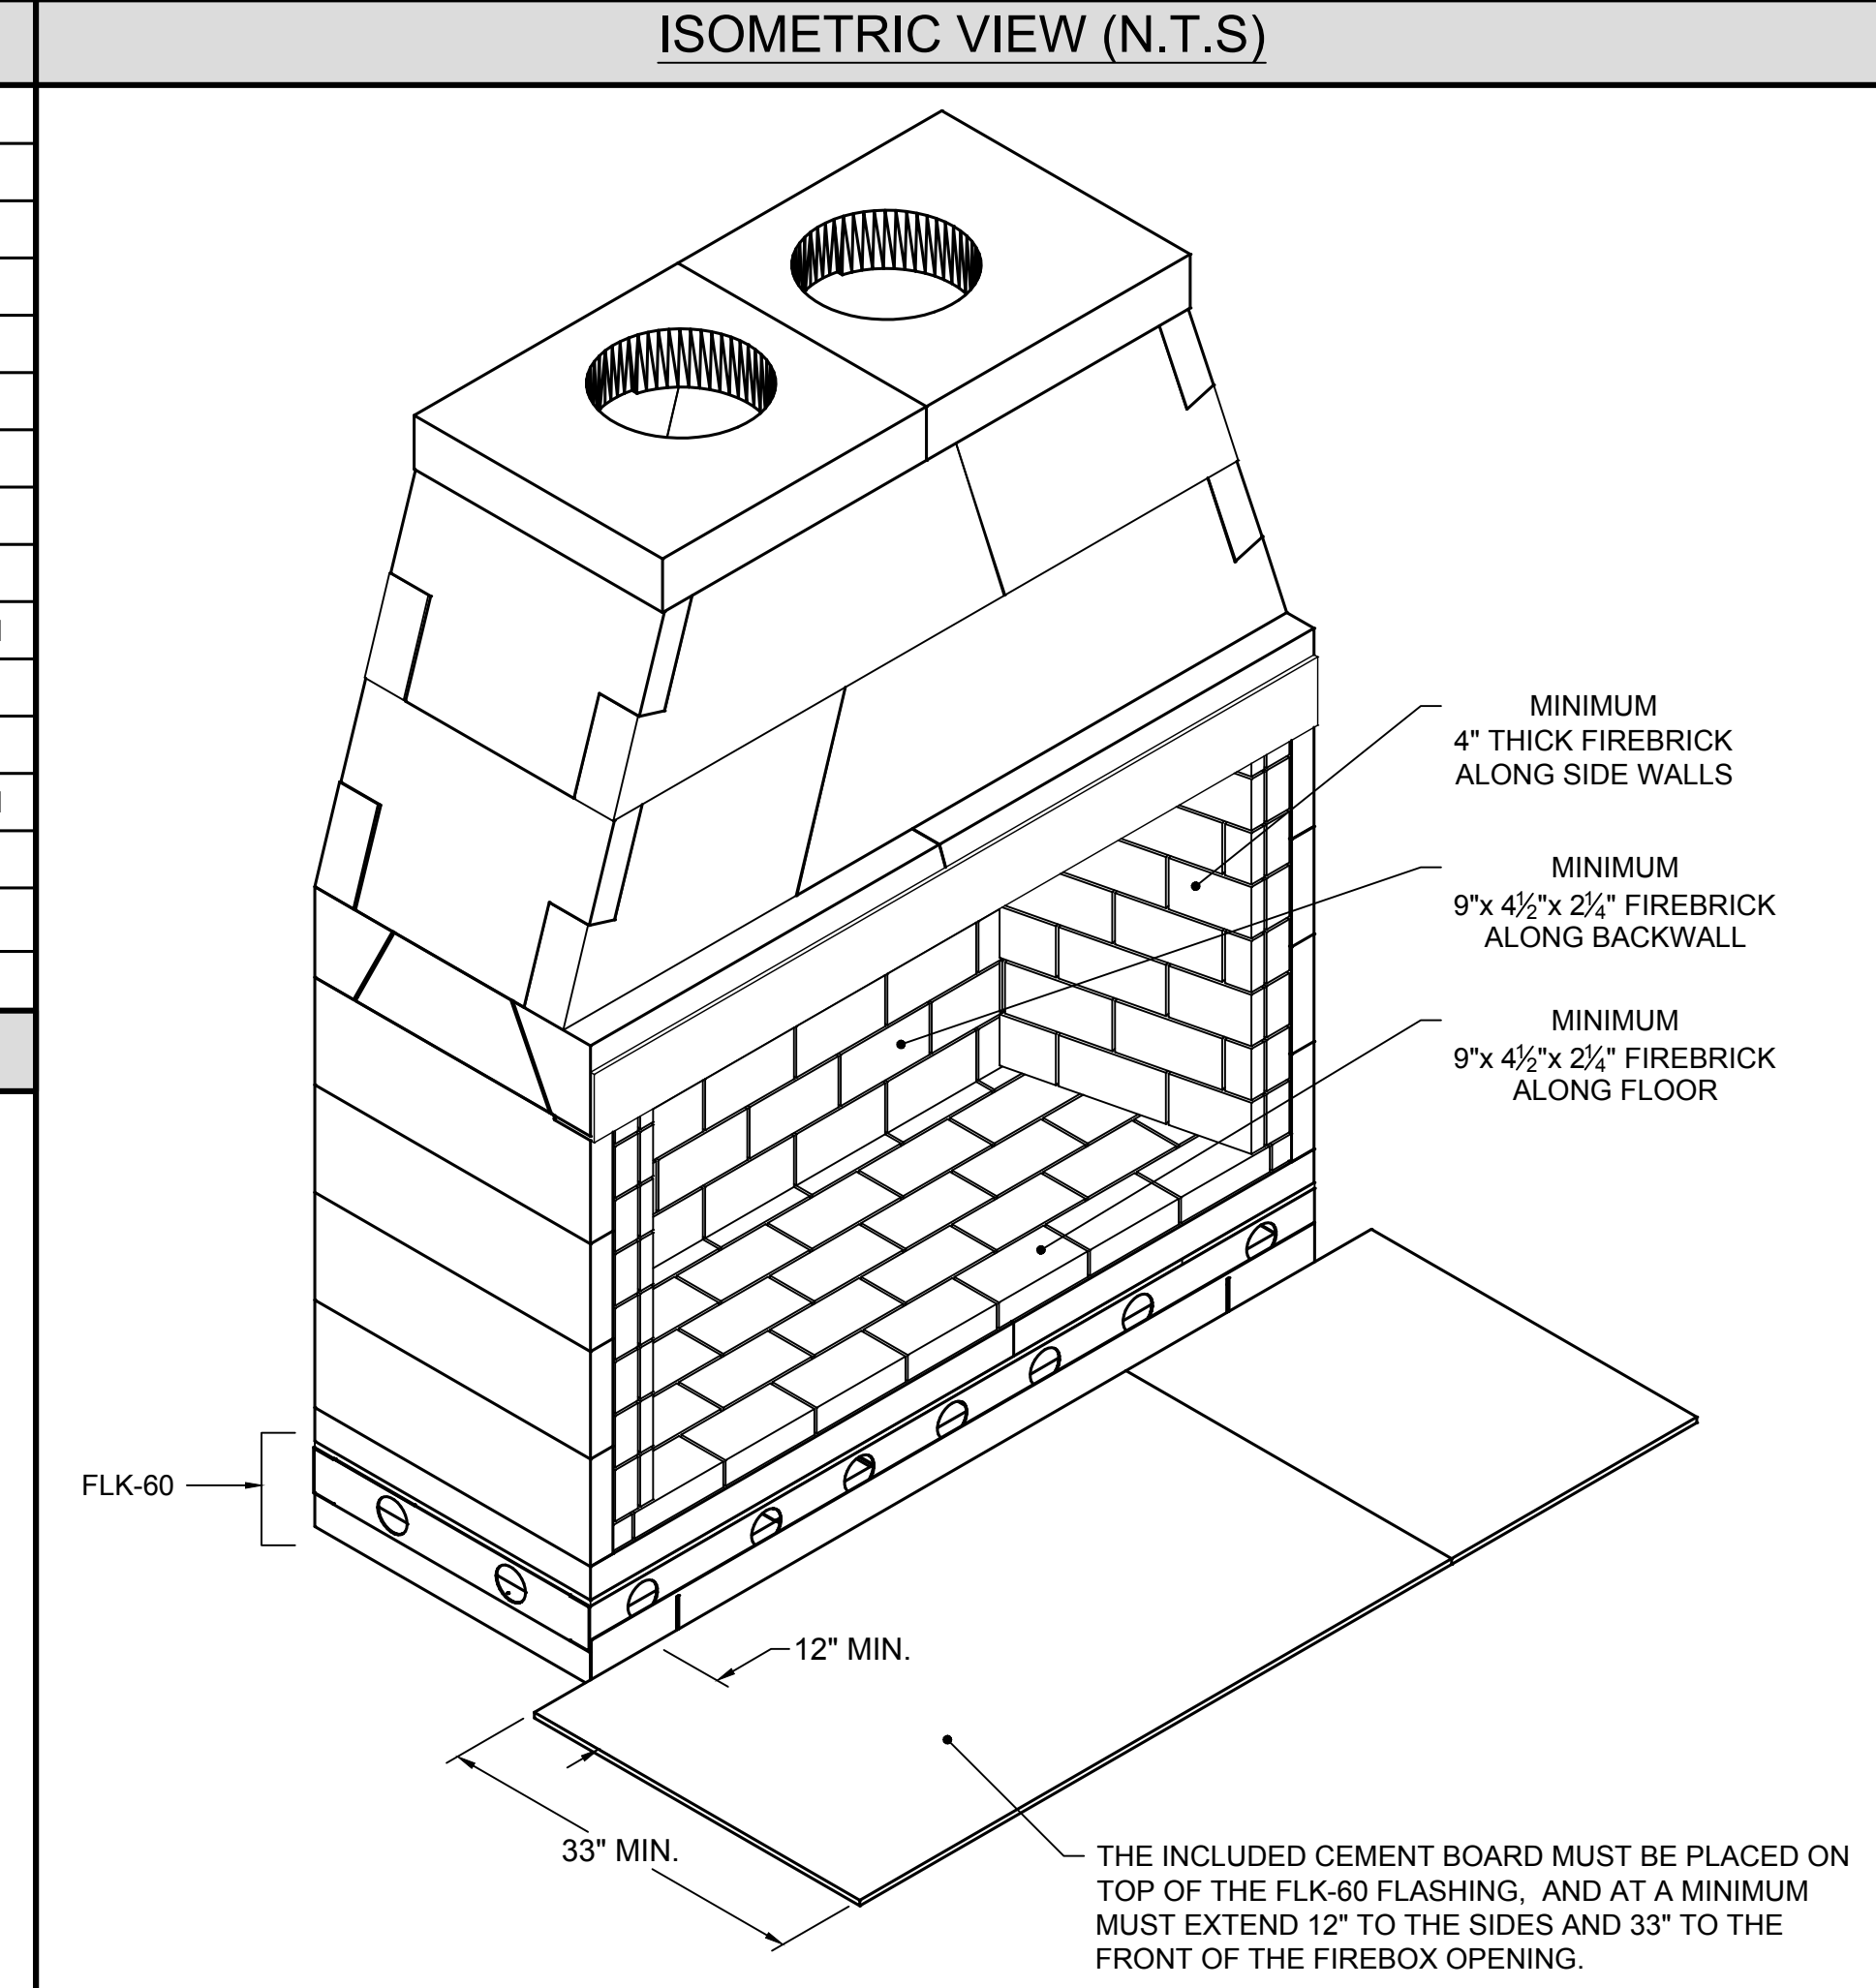 ISOMETRIC VIEW (N.T.S)
MINIMUM
4" THICK FIREBRICK
ALONG SIDE WALLS
MINIMUM
9"x 4½"x 2¼" FIREBRICK
ALONG BACKWALL
MINIMUM
9"x 4½"x 2¼" FIREBRICK
ALONG FLOOR
FLK-60
12" MIN.
33" MIN.
THE INCLUDED CEMENT BOARD MUST BE PLACED ON
TOP OF THE FLK-60 FLASHING, AND AT A MINIMUM
MUST EXTEND 12" TO THE SIDES AND 33" TO THE
FRONT OF THE FIREBOX OPENING.